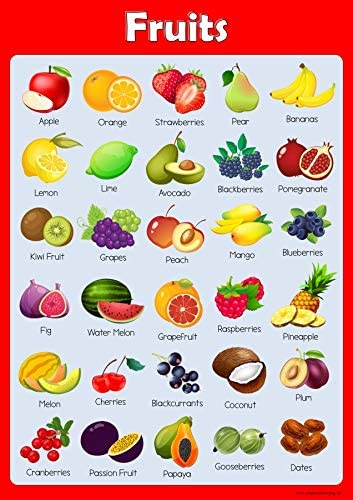 Fruits
Apple
Orange
Strawberries
Pear
Bananas
Lemon
Lime
Avocado
Blackberries
Pomegranate
Kiwi Fruit
Grapes
Peach
Mango
Blueberries
Fig
Water Melon
GrapeFruit
Raspberries
Pineapple
Melon
Cherries
Blackcurrants
Coconut
Plum
Cranberries
Passion Fruit
Papaya
Gooseberries
Dates